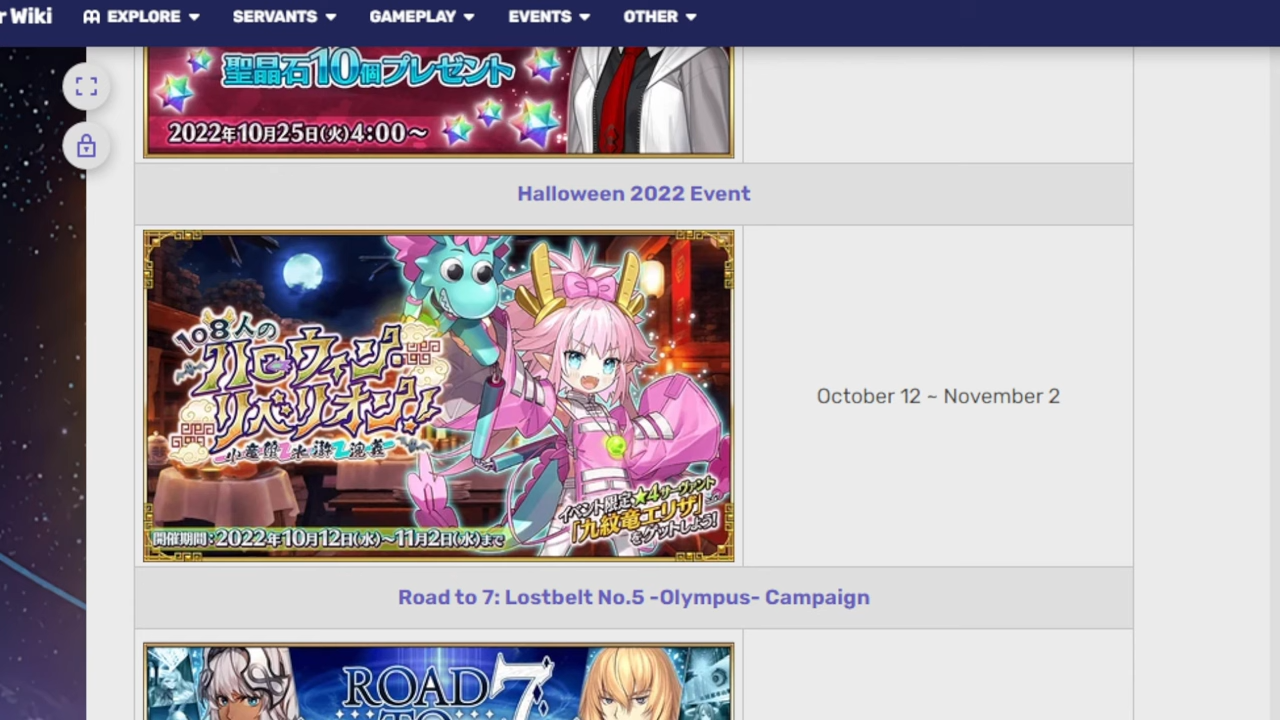 r Wiki
EXPLORE
SERVANTS
GAMEPLAY
EVENTS
OTHER
聖晶石10個プレゼント
2022年10月25日(火)4:00～
Halloween 2022 Event
108人の
ハロウィン・
リベリオン!
October 12 ~ November 2
イベント限定★4サーヴァント
「九紋竜エリザ」
をゲットしよう!
開催期間:2022年10月12日(水)～11月2日(水)まで
Road to 7: Lostbelt No.5 -Olympus- Campaign
ROAD 7
TO